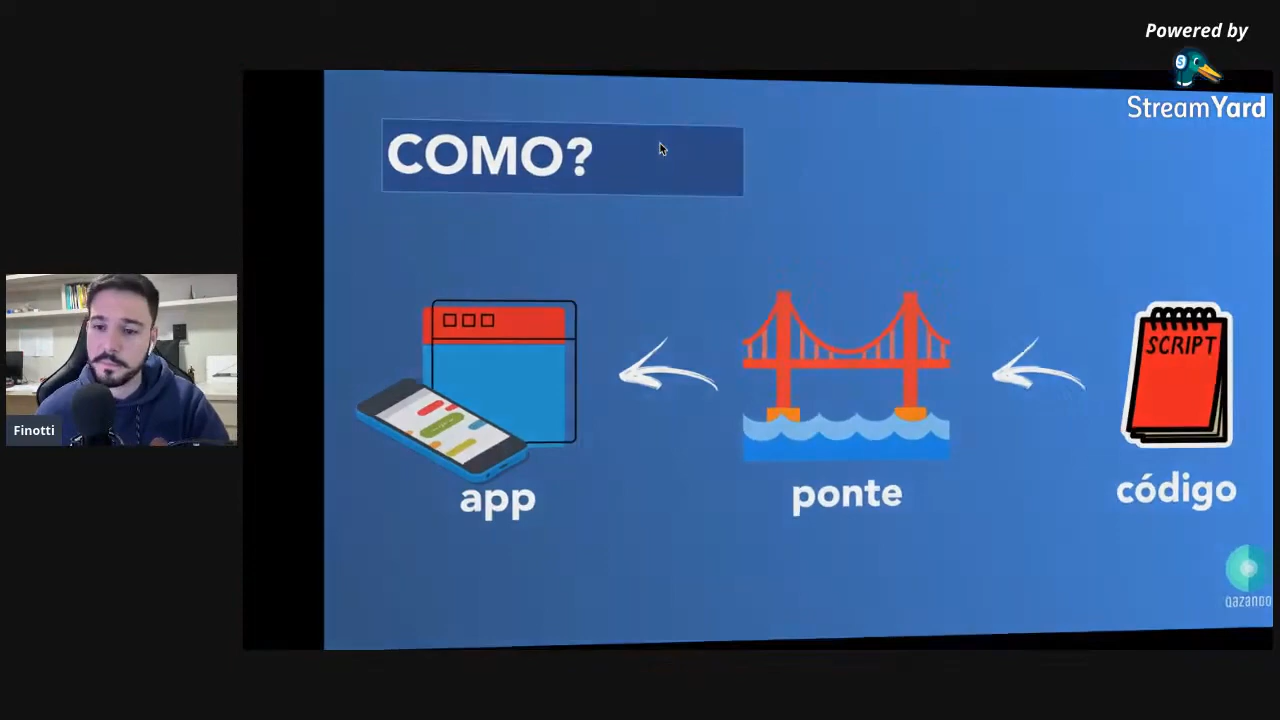 Powered by
StreamYard
COMO?
SCRIPT
app
ponte
código
Finotti
qazando